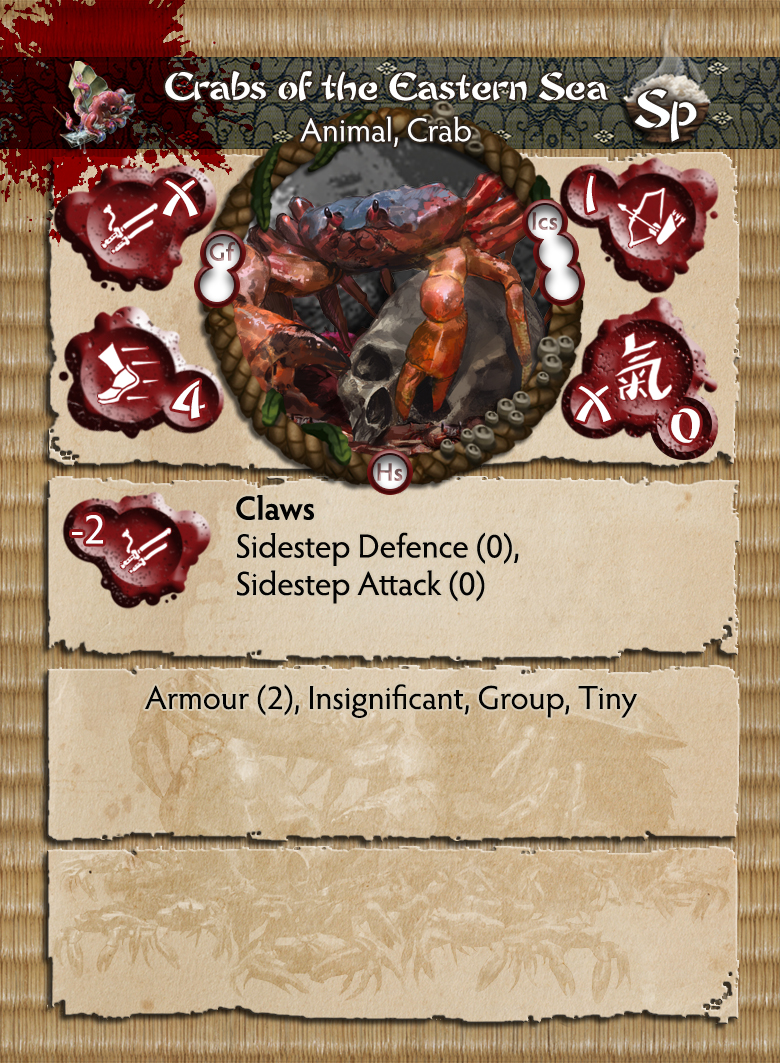 Crabs of the Eastern Sea
Sp
Animal, Crab
X
1
Gf
Ics
4
氣
X
0
Hs
-2
Claws
Sidestep Defence (0),
Sidestep Attack (0)
Armour (2), Insignificant, Group, Tiny